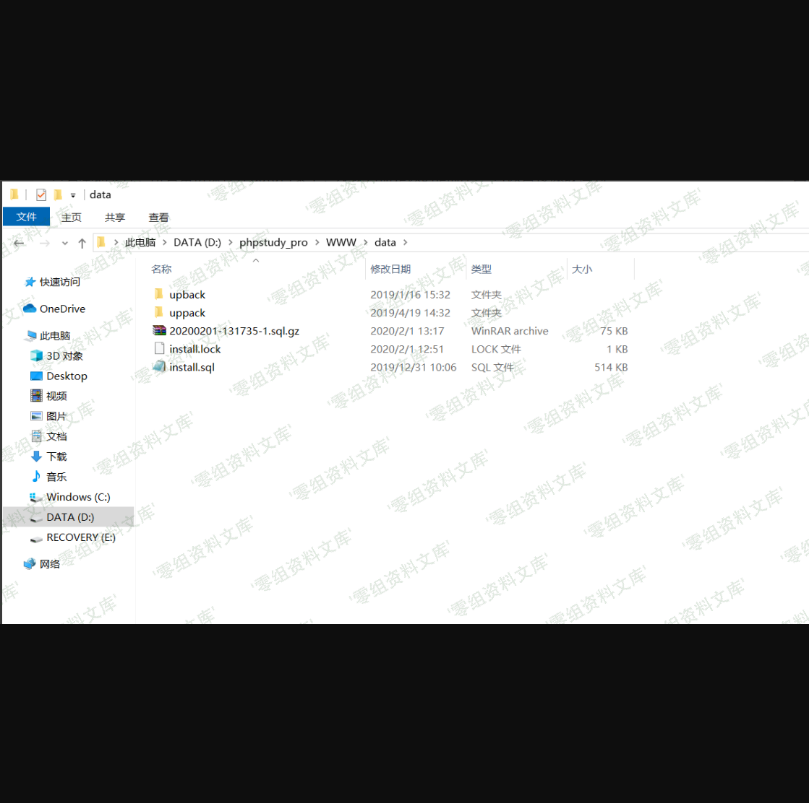 data
文件 主页 共享 查看
此电脑 DATA (D:) phpstudy_pro WWW data
名称 修改日期 类型 大小
upback 2019/1/16 15:32 文件夹
uppack 2019/4/19 14:32 文件夹
20200201-131735-1.sql.gz 2020/2/1 13:17 WinRAR archive 75 KB
install.lock 2020/2/1 12:51 LOCK 文件 1 KB
install.sql 2019/12/31 10:06 SQL 文件 514 KB
快速访问
OneDrive
此电脑
3D 对象
Desktop
视频
图片
文档
下载
音乐
Windows (C:)
DATA (D:)
RECOVERY (E:)
网络
'零组资料文库'